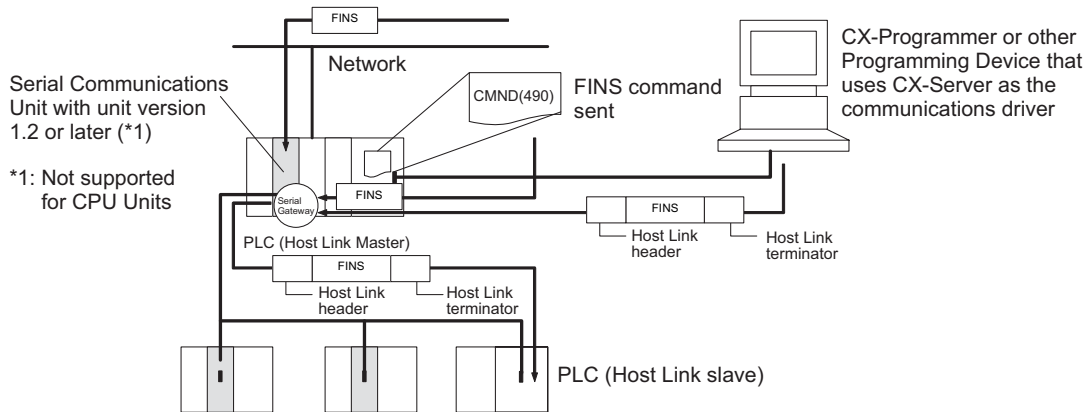 FINS
Network
CMND(490)
FINS command
sent
CX-Programmer or other
Programming Device that
uses CX-Server as the
communications driver
Serial Communications
Unit with unit version
1.2 or later (*1)
*1: Not supported
for CPU Units
Serial
Gateway
FINS
FINS
Host Link
header
Host Link
terminator
PLC (Host Link Master)
FINS
Host Link
header
Host Link
terminator
PLC (Host Link slave)